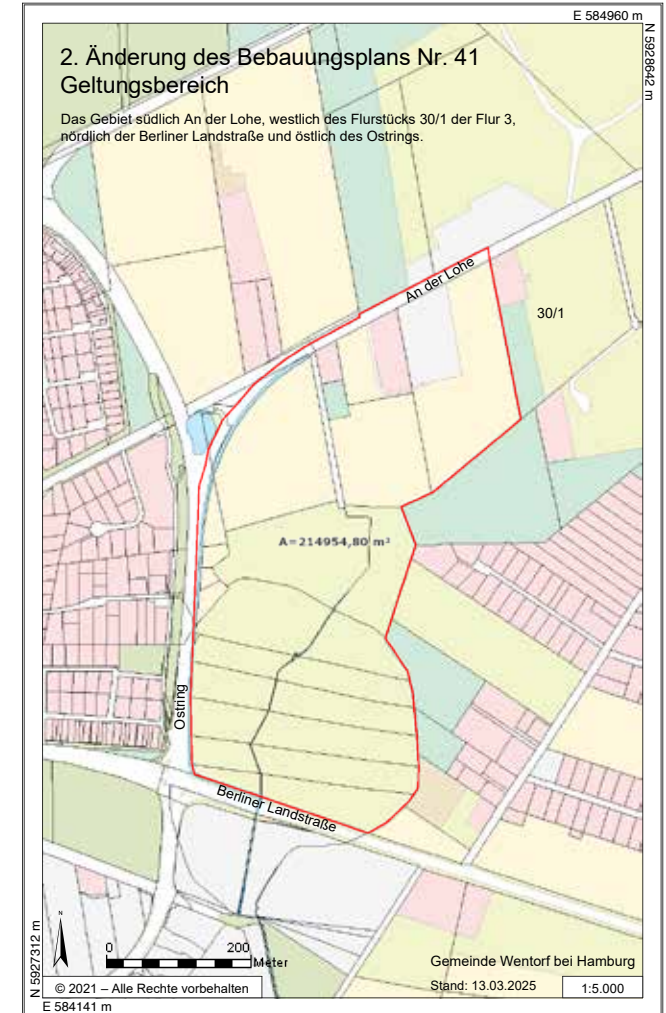 E 584960 m
N 5928642 m
2. Änderung des Bebauungsplans Nr. 41
Geltungsbereich
Das Gebiet südlich An der Lohe, westlich des Flurstücks 30/1 der Flur 3,
nördlich der Berliner Landstraße und östlich des Ostrings.
An der Lohe
30/1
A=214954,80 m²
Ostring
Berliner Landstraße
N
0 200
Meter
Gemeinde Wentorf bei Hamburg
Stand: 13.03.2025
1:5.000
© 2021 – Alle Rechte vorbehalten
N 5927312 m
E 584141 m